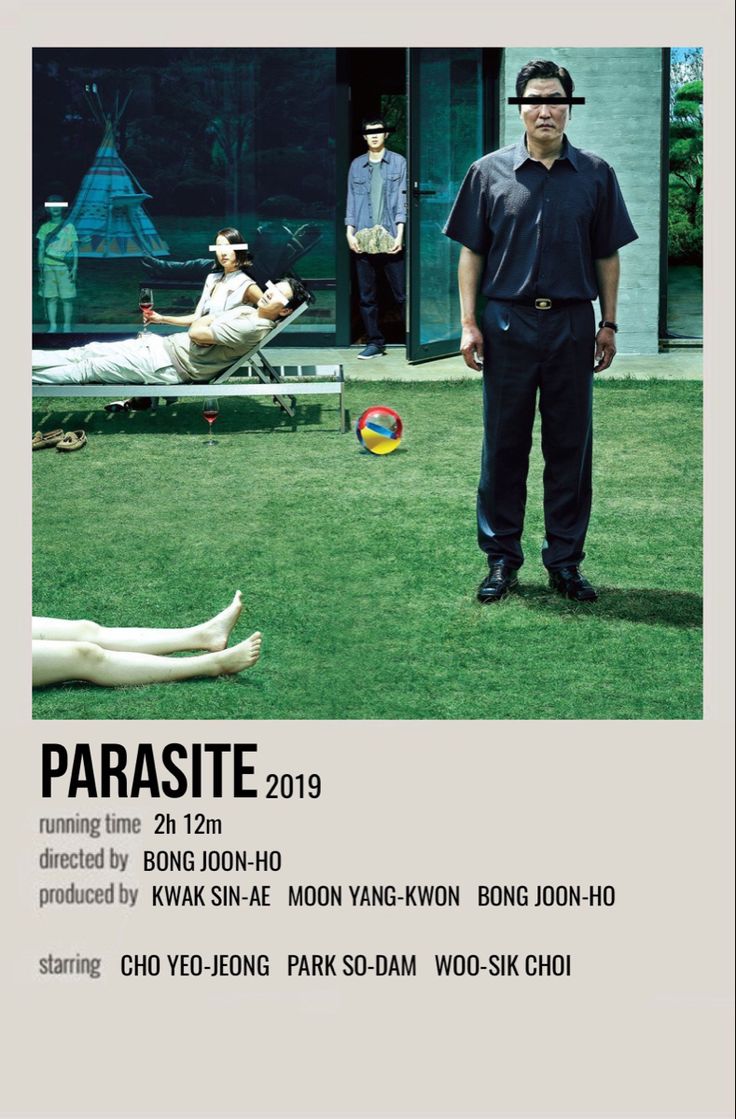 PARASITE 2019
running time 2h 12m
directed by BONG JOON-HO
produced by KWAK SIN-AE MOON YANG-KWON BONG JOON-HO
starring CHO YEO-JEONG PARK SO-DAM WOO-SIK CHOI